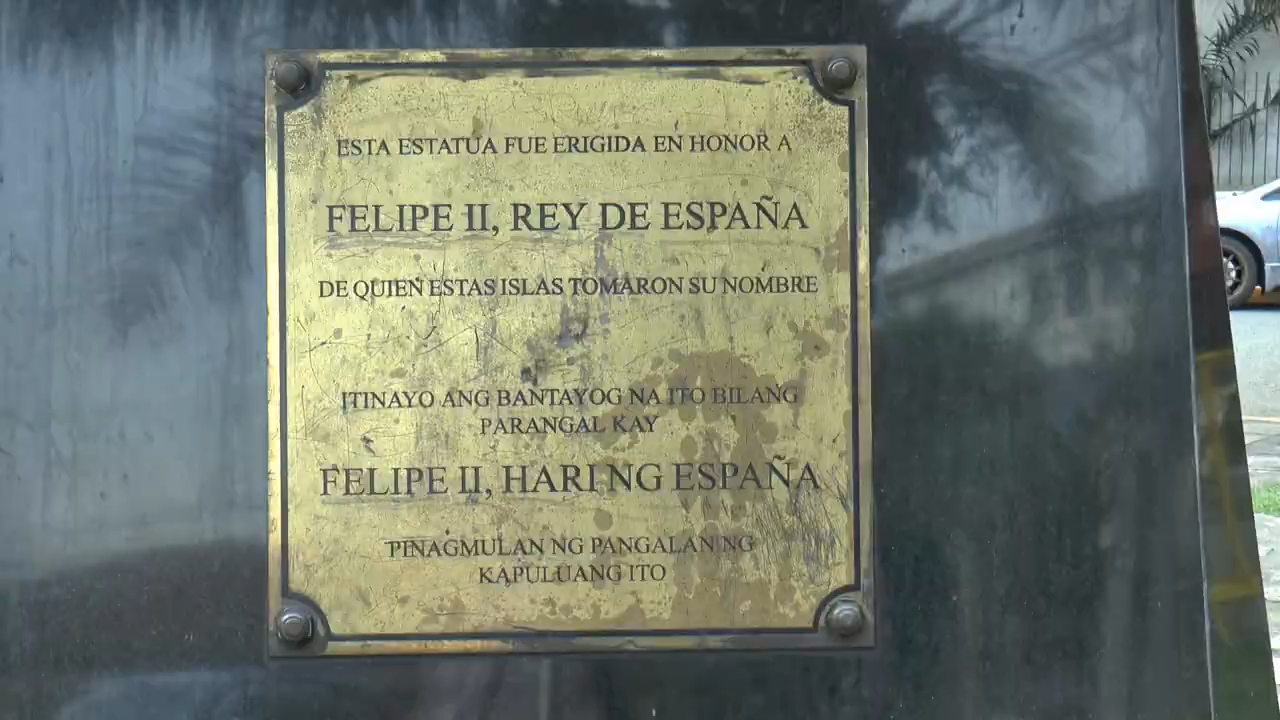 ESTA ESTATUA FUE ERIGIDA EN HONOR A
FELIPE II, REY DE ESPAÑA
DE QUIEN ESTAS ISLAS TOMARON SU NOMBRE
ITINAYO ANG BANTAYOG NA ITO BILANG
PARANGAL KAY
FELIPE II, HARI NG ESPAÑA
PINAGMULAN NG PANGALAN NG
KAPULUANG ITO